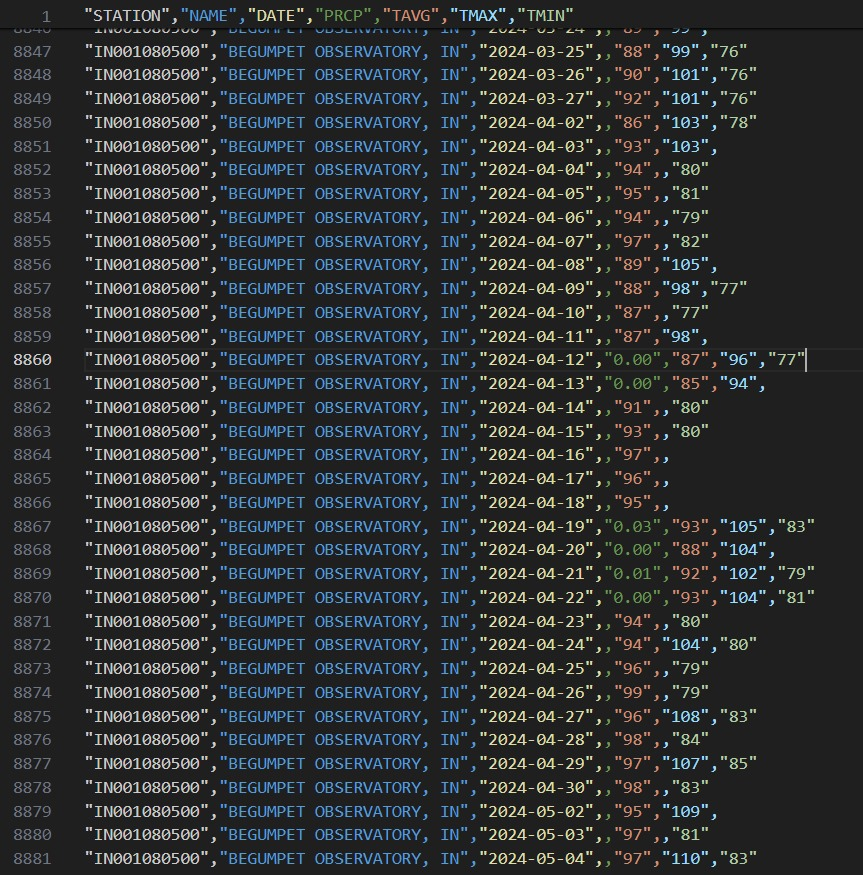 1 "STATION","NAME","DATE","PRCP","TAVG","TMAX","TMIN"
8847 "IN001080500","BEGUMPET OBSERVATORY, IN","2024-03-25",,"88","99","76"
8848 "IN001080500","BEGUMPET OBSERVATORY, IN","2024-03-26",,"90","101","76"
8849 "IN001080500","BEGUMPET OBSERVATORY, IN","2024-03-27",,"92","101","76"
8850 "IN001080500","BEGUMPET OBSERVATORY, IN","2024-04-02",,"86","103","78"
8851 "IN001080500","BEGUMPET OBSERVATORY, IN","2024-04-03",,"93","103",
8852 "IN001080500","BEGUMPET OBSERVATORY, IN","2024-04-04",,"94",,"80"
8853 "IN001080500","BEGUMPET OBSERVATORY, IN","2024-04-05",,"95",,"81"
8854 "IN001080500","BEGUMPET OBSERVATORY, IN","2024-04-06",,"94",,"79"
8855 "IN001080500","BEGUMPET OBSERVATORY, IN","2024-04-07",,"97",,"82"
8856 "IN001080500","BEGUMPET OBSERVATORY, IN","2024-04-08",,"89","105",
8857 "IN001080500","BEGUMPET OBSERVATORY, IN","2024-04-09",,"88","98","77"
8858 "IN001080500","BEGUMPET OBSERVATORY, IN","2024-04-10",,"87",,"77"
8859 "IN001080500","BEGUMPET OBSERVATORY, IN","2024-04-11",,"87","98",
8860 "IN001080500","BEGUMPET OBSERVATORY, IN","2024-04-12","0.00","87","96","77"
8861 "IN001080500","BEGUMPET OBSERVATORY, IN","2024-04-13","0.00","85","94",
8862 "IN001080500","BEGUMPET OBSERVATORY, IN","2024-04-14",,"91",,"80"
8863 "IN001080500","BEGUMPET OBSERVATORY, IN","2024-04-15",,"93",,"80"
8864 "IN001080500","BEGUMPET OBSERVATORY, IN","2024-04-16",,"97",,
8865 "IN001080500","BEGUMPET OBSERVATORY, IN","2024-04-17",,"96",,
8866 "IN001080500","BEGUMPET OBSERVATORY, IN","2024-04-18",,"95",,
8867 "IN001080500","BEGUMPET OBSERVATORY, IN","2024-04-19","0.03","93","105","83"
8868 "IN001080500","BEGUMPET OBSERVATORY, IN","2024-04-20","0.00","88","104",
8869 "IN001080500","BEGUMPET OBSERVATORY, IN","2024-04-21","0.01","92","102","79"
8870 "IN001080500","BEGUMPET OBSERVATORY, IN","2024-04-22","0.00","93","104","81"
8871 "IN001080500","BEGUMPET OBSERVATORY, IN","2024-04-23",,"94",,"80"
8872 "IN001080500","BEGUMPET OBSERVATORY, IN","2024-04-24",,"94","104","80"
8873 "IN001080500","BEGUMPET OBSERVATORY, IN","2024-04-25",,"96",,"79"
8874 "IN001080500","BEGUMPET OBSERVATORY, IN","2024-04-26",,"99",,"79"
8875 "IN001080500","BEGUMPET OBSERVATORY, IN","2024-04-27",,"96","108","83"
8876 "IN001080500","BEGUMPET OBSERVATORY, IN","2024-04-28",,"98",,"84"
8877 "IN001080500","BEGUMPET OBSERVATORY, IN","2024-04-29",,"97","107","85"
8878 "IN001080500","BEGUMPET OBSERVATORY, IN","2024-04-30",,"98",,"83"
8879 "IN001080500","BEGUMPET OBSERVATORY, IN","2024-05-02",,"95","109",
8880 "IN001080500","BEGUMPET OBSERVATORY, IN","2024-05-03",,"97",,"81"
8881 "IN001080500","BEGUMPET OBSERVATORY, IN","2024-05-04",,"97","110","83"